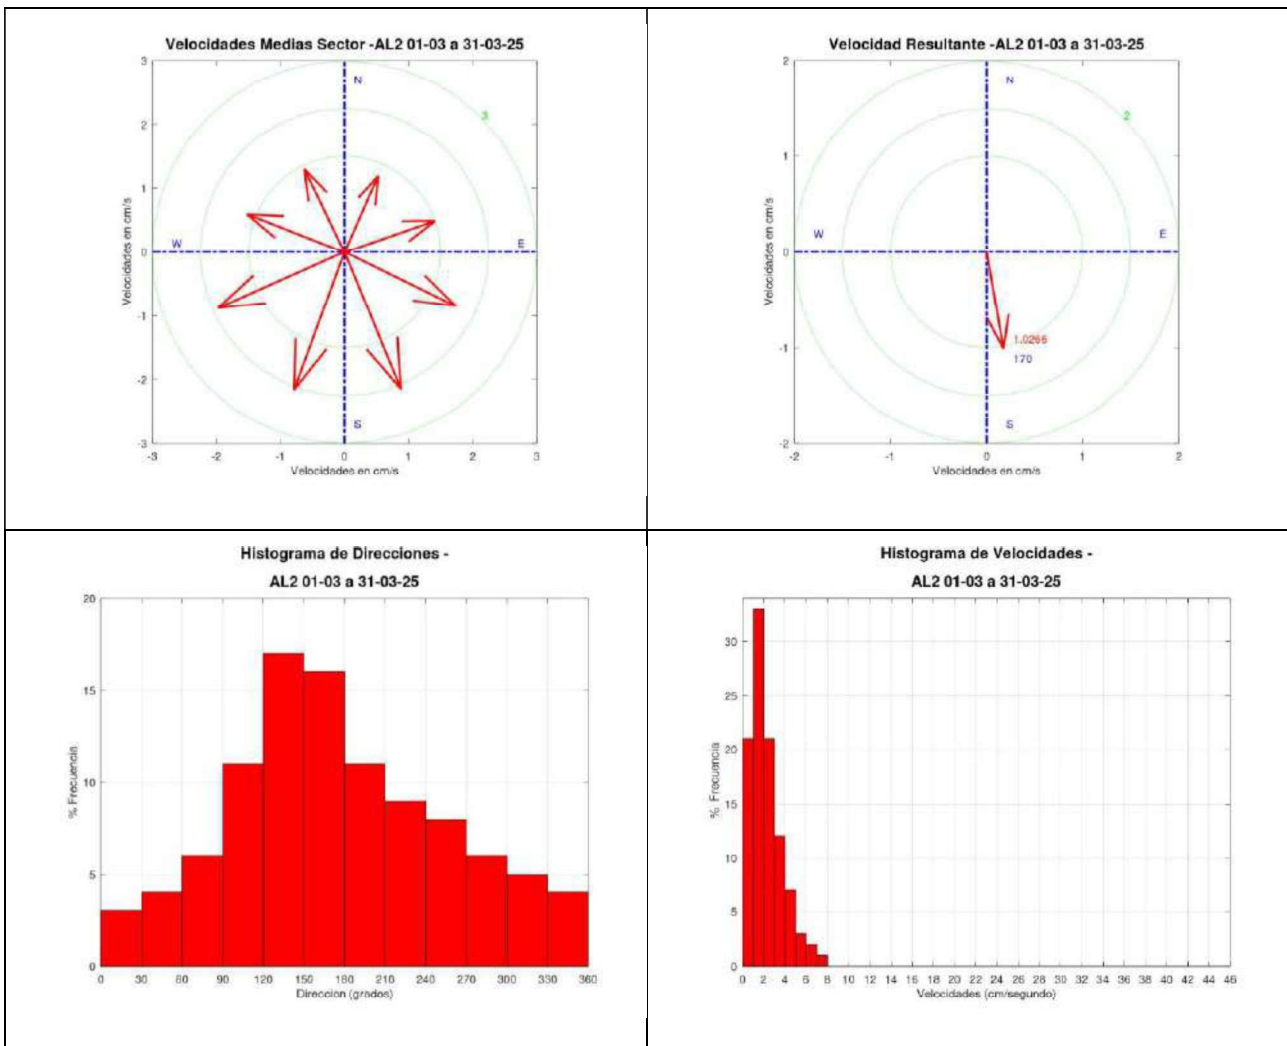 Velocidades Medias Sector -AL2 01-03 a 31-03-25
3
2
1
0
-1
-2
-3
Velocidades en cm/s
N
3
W
E
S
-3 -2 -1 0 1 2 3
Velocidades en cm/s
Velocidad Resultante -AL2 01-03 a 31-03-25
2
1
0
-1
-2
Velocidades en cm/s
N
2
W
E
1.0266
170
S
-2 -1 0 1 2
Velocidades en cm/s
Histograma de Direcciones -
AL2 01-03 a 31-03-25
20
15
10
5
0
% Frecuencia
0 30 60 90 120 150 180 210 240 270 300 330 360
Direccion (grados)
Histograma de Velocidades -
AL2 01-03 a 31-03-25
30
25
20
15
10
5
0
% Frecuencia
0 2 4 6 8 10 12 14 16 18 20 22 24 26 28 30 32 34 36 38 40 42 44 46
Velocidades (cm/segundo)